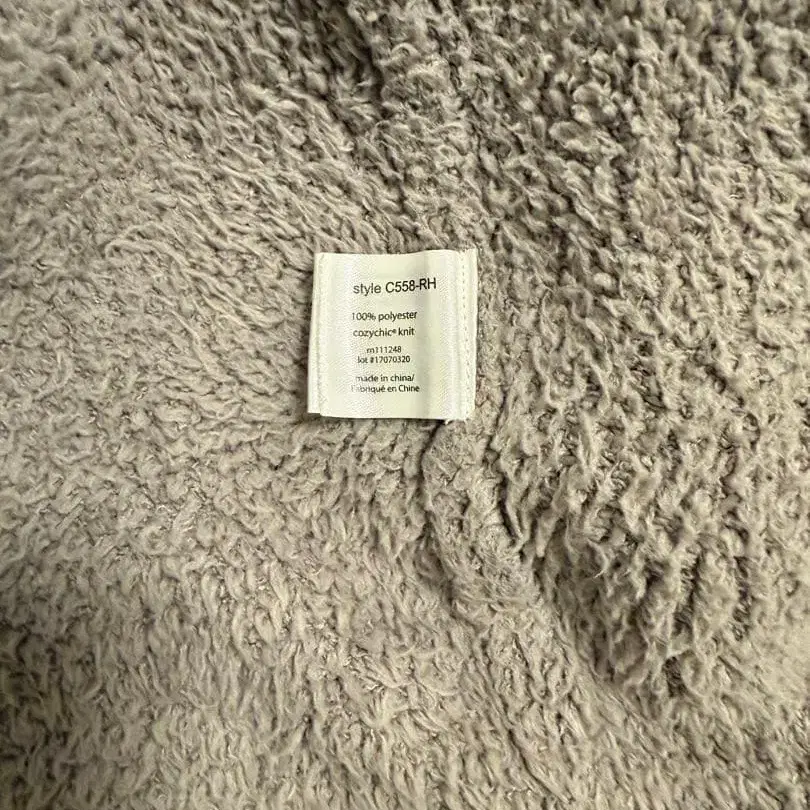 style C558-RH
100% polyester
cozychic® knit
rn111248
lot #17070320
made in china/
Fabriqué en Chine